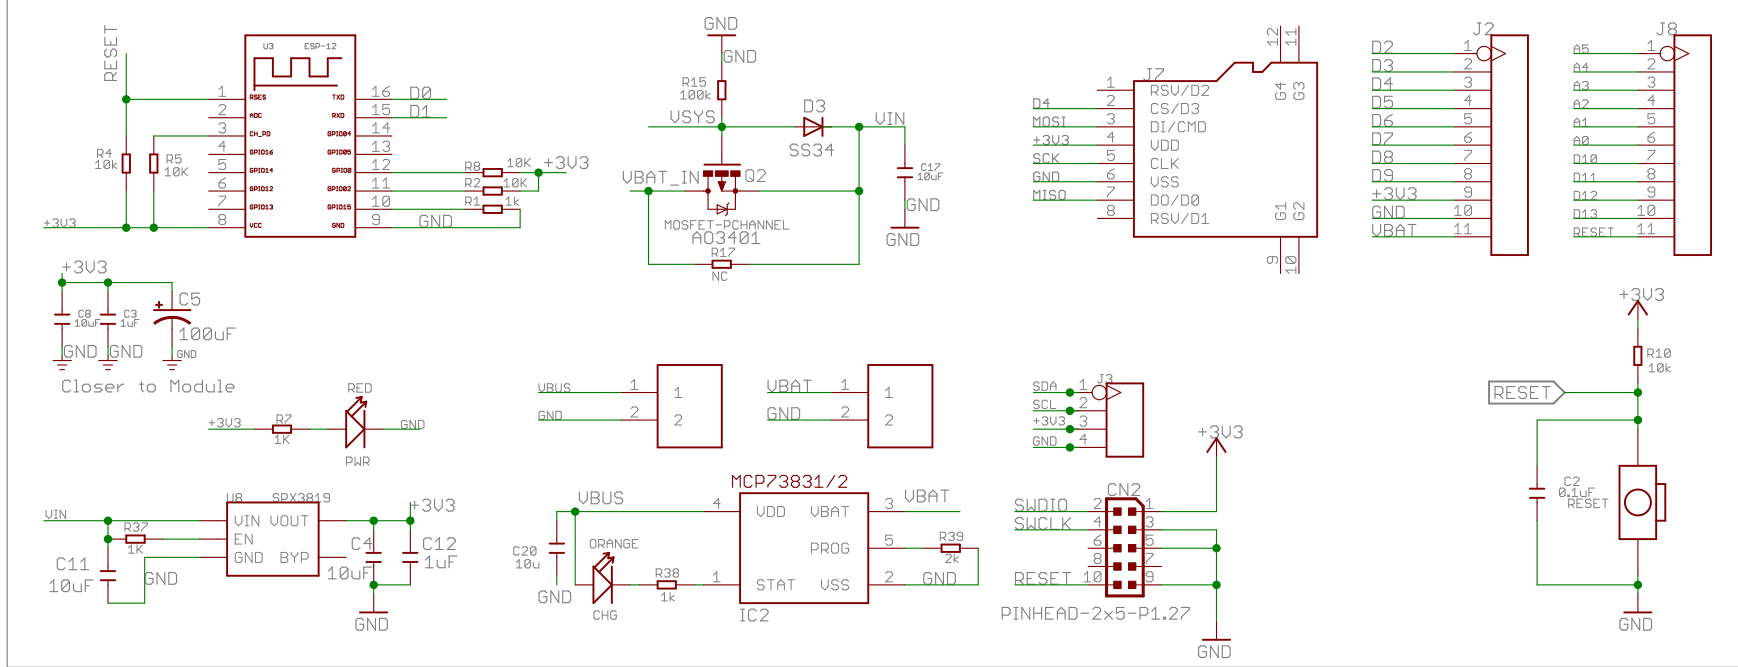 RESET
U3 ESP-12
1 RSES TXD 16 D0
2 ADC RXD 15 D1
3 CH_PD GPIO04 14
4 GPIO16 GPIO05 13
5 GPIO14 GPIO0 12
6 GPIO12 GPIO02 11
7 GPIO13 GPIO15 10
8 VCC GND 9
R4
10k
R5
10K
R8 10K
R2 10K
R1 1k
+3V3
GND
+3V3
GND
GND
R15
100k
VSYS
D3
SS34
VIN
VBAT_IN
Q2
MOSFET-PCHANNEL
AO3401
R17
NC
C17
10uF
GND
GND
J7
12 11
G4 G3
1 RSV/D2
D4 2 CS/D3
MOSI 3 DI/CMD
+3V3 4 VDD
SCK 5 CLK
GND 6 VSS
MISO 7 DO/D0
8 RSV/D1
G1 G2
9 10
J2
D2 1
D3 2
D4 3
D5 4
D6 5
D7 6
D8 7
D9 8
+3V3 9
GND 10
VBAT 11
J8
A5 1
A4 2
A3 3
A2 4
A1 5
A0 6
D10 7
D11 8
D12 9
D13 10
RESET 11
+3V3
C8
10uF
C3
1uF
C5
100uF
GND GND GND
Closer to Module
RED
+3V3 R7 GND
1K
PWR
VBUS 1 1
GND 2 2
VBAT 1 1
GND 2 2
J3
SDA 1
SCL 2
+3V3 3
GND 4
+3V3
R10
10k
RESET
C2
0.1uF
RESET
GND
U8 SPX3819
VIN
R37
1K
VIN VOUT
EN
GND BYP
C11
10uF
GND
+3V3
C4
10uF
C12
1uF
GND
MCP73831/2
VBUS 4 VDD VBAT 3 VBAT
C20
10u
GND
ORANGE
CHG
R38
1k
PROG 5
R39
2k
1 STAT VSS 2 GND
IC2
+3V3
CN2
SWDIO 2 1
SWCLK 4 3
6 5
8 7
RESET 10 9
PINHEAD-2x5-P1.27
GND